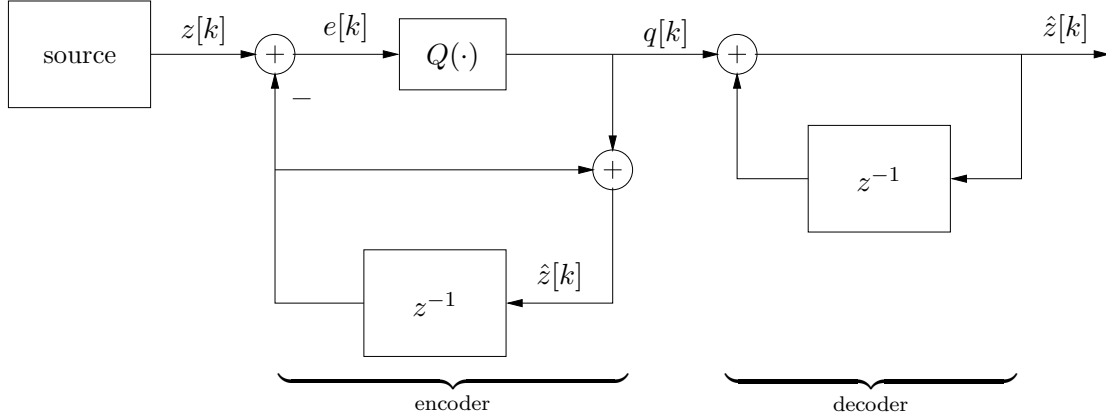 source
z[k]
+
e[k]
Q(·)
q[k]
+
ẑ[k]
−
+
z⁻¹
z⁻¹
ẑ[k]
encoder
decoder